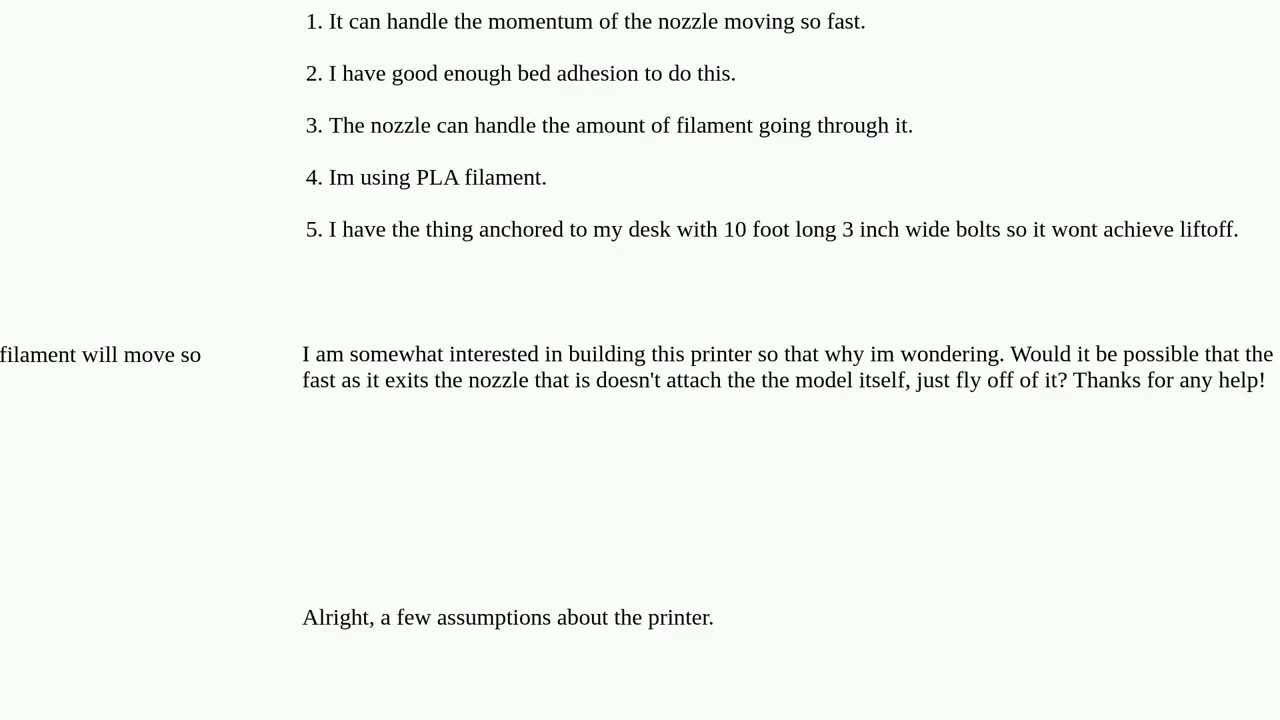 1. It can handle the momentum of the nozzle moving so fast.
2. I have good enough bed adhesion to do this.
3. The nozzle can handle the amount of filament going through it.
4. Im using PLA filament.
5. I have the thing anchored to my desk with 10 foot long 3 inch wide bolts so it wont achieve liftoff.
filament will move so
I am somewhat interested in building this printer so that why im wondering. Would it be possible that the
fast as it exits the nozzle that is doesn't attach the the model itself, just fly off of it? Thanks for any help!
Alright, a few assumptions about the printer.